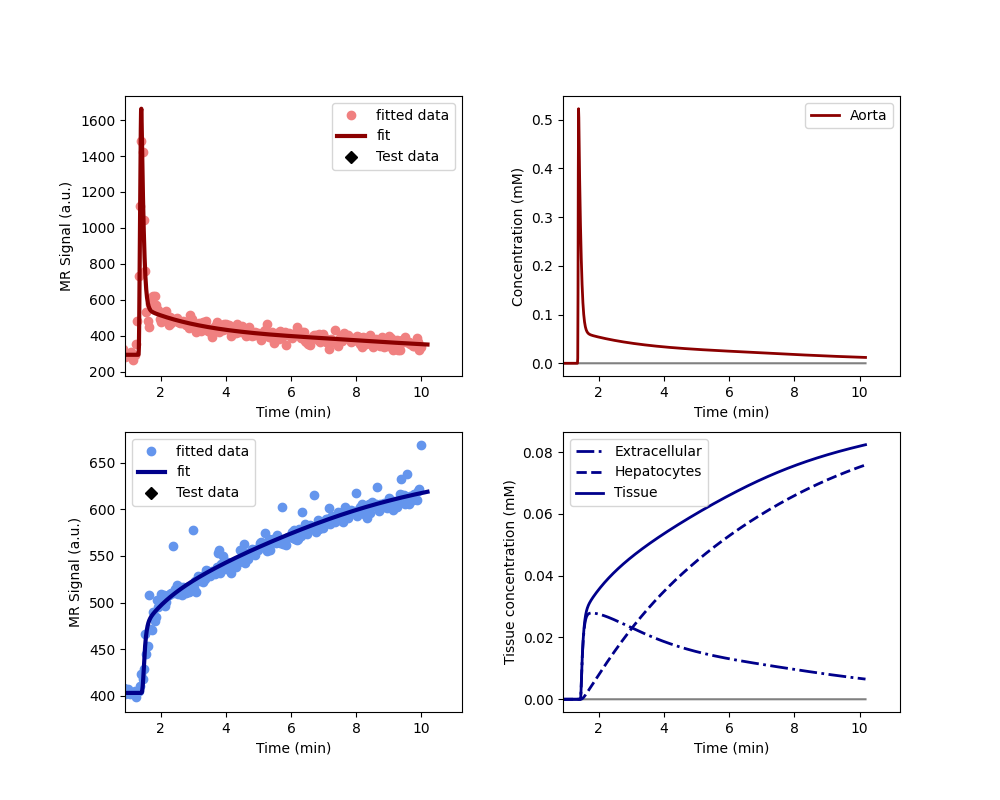 MR Signal (a.u.)
1600
1400
1200
1000
800
600
400
200
fitted data
fit
Test data
2 4 6 8 10
Time (min)
Concentration (mM)
0.5
0.4
0.3
0.2
0.1
0.0
Aorta
2 4 6 8 10
Time (min)
MR Signal (a.u.)
650
600
550
500
450
400
fitted data
fit
Test data
2 4 6 8 10
Time (min)
Tissue concentration (mM)
0.08
0.06
0.04
0.02
0.00
Extracellular
Hepatocytes
Tissue
2 4 6 8 10
Time (min)